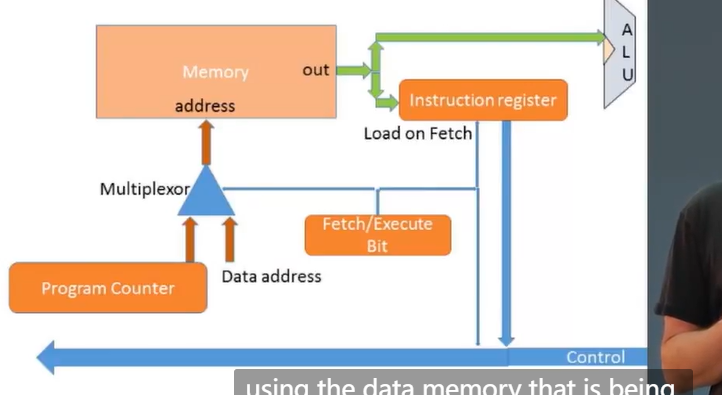 Memory
out
address
A
L
U
Instruction register
Load on Fetch
Multiplexor
Fetch/Execute
Bit
Data address
Program Counter
Control
using the data memory that is being